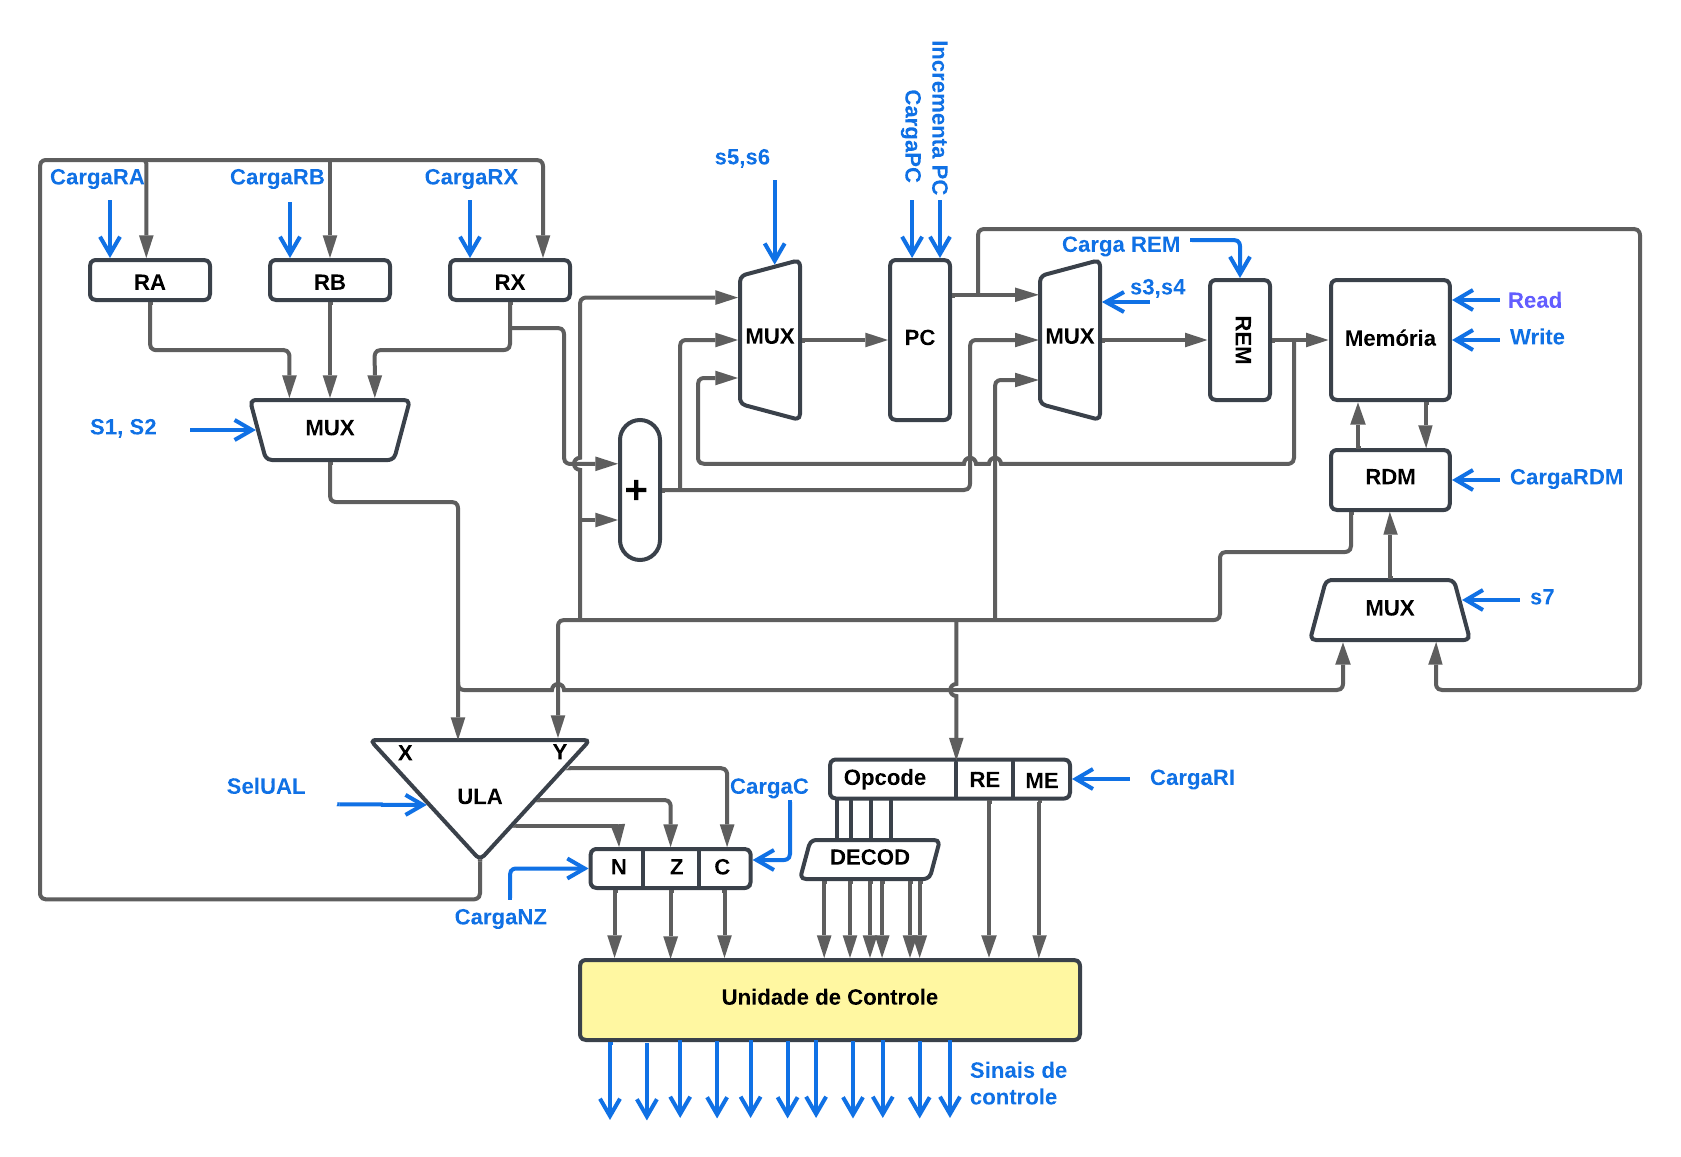 Incrementa PC
CargaPC
s5,s6
CargaRA
CargaRB
CargaRX
Carga REM
s3,s4
RA
RB
RX
MUX
PC
MUX
REM
Memória
Read
Write
S1, S2
MUX
+
RDM
CargaRDM
MUX
s7
X
Y
ULA
SelUAL
CargaC
Opcode
RE
ME
CargaRI
DECOD
N
Z
C
CargaNZ
Unidade de Controle
Sinais de
controle